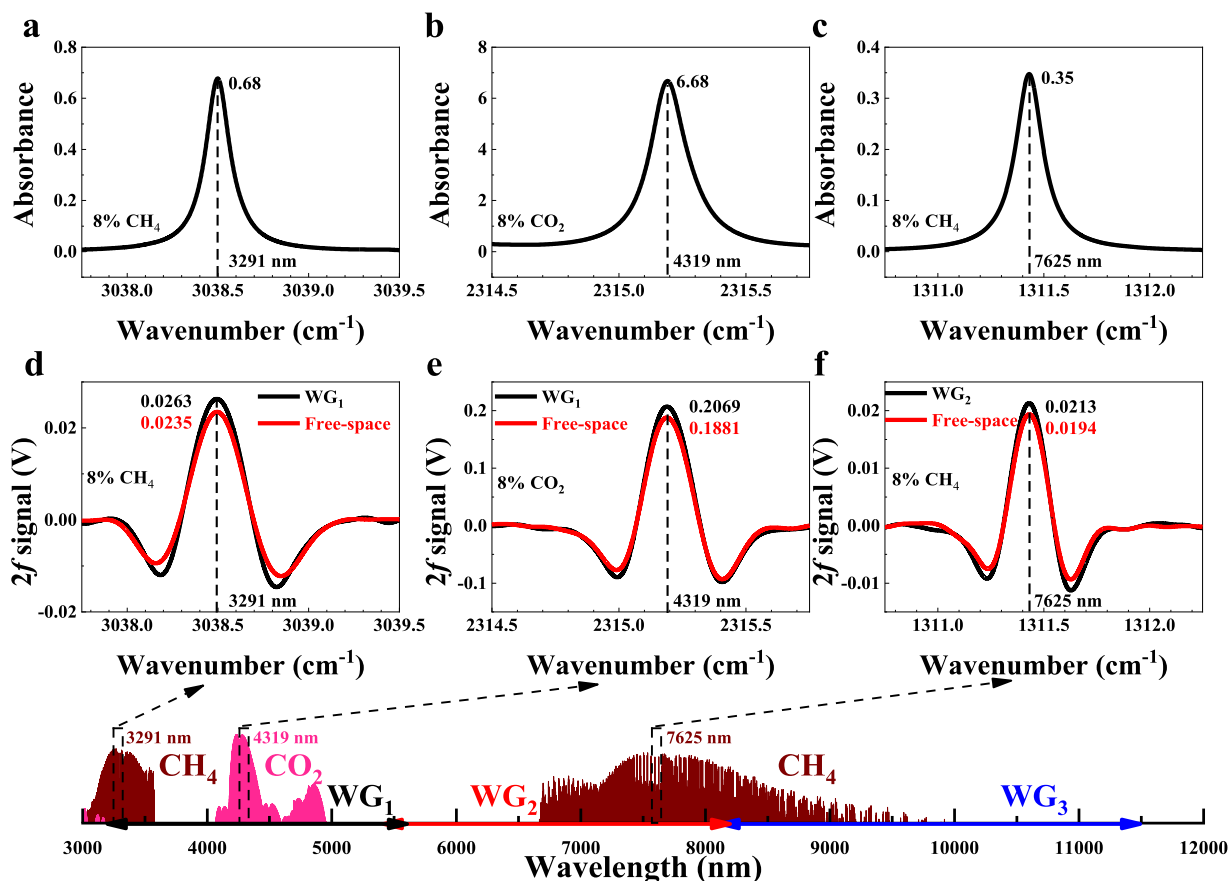 a
0.8
0.6
0.4
0.2
0.0
Absorbance
0.68
8% CH₄
3291 nm
3038.0 3038.5 3039.0 3039.5
Wavenumber (cm⁻¹)
b
8
6
4
2
0
Absorbance
6.68
8% CO₂
4319 nm
2314.5 2315.0 2315.5
Wavenumber (cm⁻¹)
c
0.4
0.3
0.2
0.1
0.0
Absorbance
0.35
8% CH₄
7625 nm
1311.0 1311.5 1312.0
Wavenumber (cm⁻¹)
d
0.02
0.00
-0.02
2f signal (V)
0.0263
0.0235
WG₁
Free-space
8% CH₄
3291 nm
3038.0 3038.5 3039.0 3039.5
Wavenumber (cm⁻¹)
e
0.2
0.1
0.0
-0.1
2f signal (V)
WG₁
Free-space
0.2069
0.1881
8% CO₂
4319 nm
2314.5 2315.0 2315.5
Wavenumber (cm⁻¹)
f
0.02
0.01
0.00
-0.01
2f signal (V)
WG₂
Free-space
0.0213
0.0194
8% CH₄
7625 nm
1311.0 1311.5 1312.0
Wavenumber (cm⁻¹)
3291 nm
4319 nm
7625 nm
CH₄
CO₂
CH₄
WG₁
WG₂
WG₃
3000 4000 5000 6000 7000 8000 9000 10000 11000 12000
Wavelength (nm)